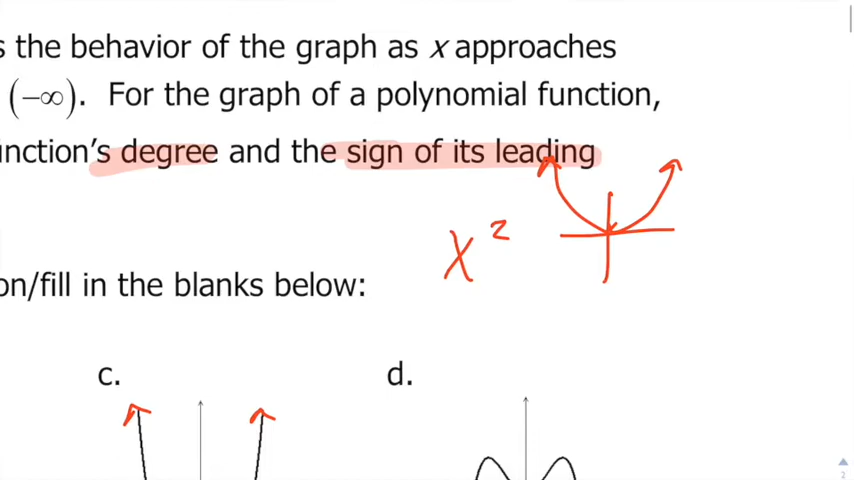 s the behavior of the graph as x approaches
(−∞). For the graph of a polynomial function,
unction's degree and the sign of its leading
x²
on/fill in the blanks below:
c. d.
2